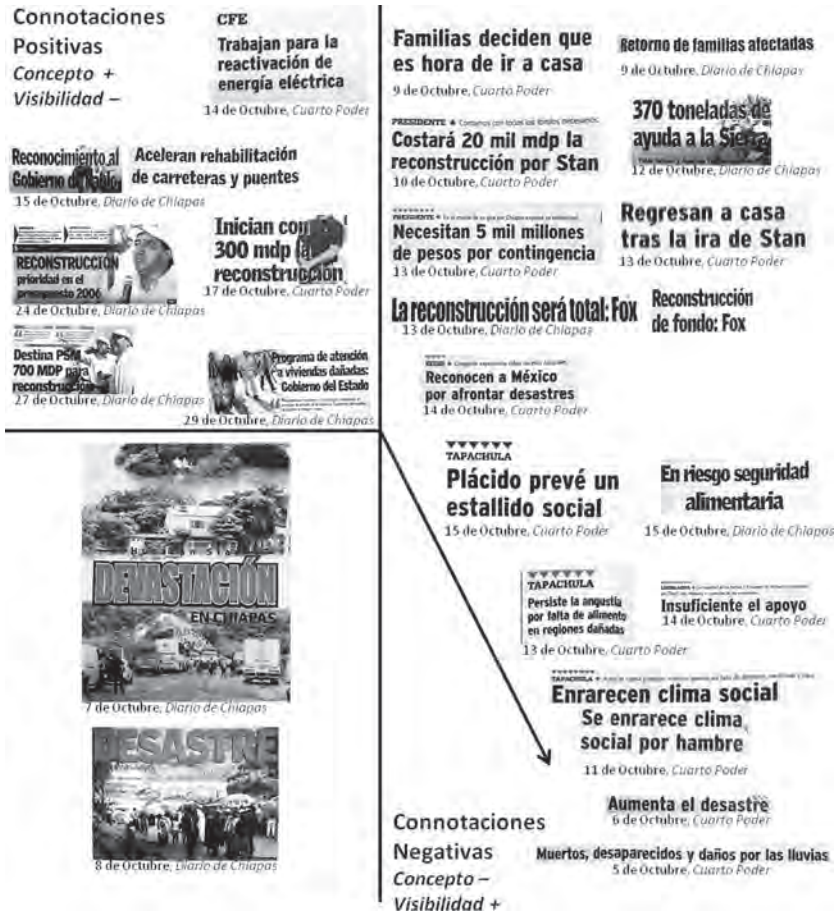 Connotaciones
Positivas
Concepto +
Visibilidad –
CFE
Trabajan para la
reactivación de
energía eléctrica
14 de Octubre, Cuarto Poder
Reconocimiento al
Gobierno de
Aceleran rehabilitación
de carreteras y puentes
15 de Octubre, Diario de Chiapas
RECONSTRUCCIÓN
prioridad en el
presupuesto 2006
24 de Octubre, Diario de Chiapas
Inician con
300 mdp la
reconstrucción
17 de Octubre, Cuarto Poder
Destina PSM
700 MDP para
reconstrucción
27 de Octubre, Diario de Chiapas
Programa de atención
a viviendas dañadas:
Gobierno del Estado
29 de Octubre, Diario de Chiapas
Familias deciden que
es hora de ir a casa
9 de Octubre, Cuarto Poder
Retorno de familias afectadas
9 de Octubre, Diario de Chiapas
PRESIDENTE
Costará 20 mil mdp la
reconstrucción por Stan
10 de Octubre, Cuarto Poder
370 toneladas de
ayuda a la Sierra
12 de Octubre, Diario de Chiapas
PRESIDENTE
Necesitan 5 mil millones
de pesos por contingencia
13 de Octubre, Cuarto Poder
Regresan a casa
tras la ira de Stan
13 de Octubre, Cuarto Poder
La reconstrucción será total: Fox
13 de Octubre, Diario de Chiapas
Reconstrucción
de fondo: Fox
Reconocen a México
por afrontar desastres
14 de Octubre, Cuarto Poder
TAPACHULA
Plácido prevé un
estallido social
15 de Octubre, Cuarto Poder
En riesgo seguridad
alimentaria
15 de Octubre, Diario de Chiapas
TAPACHULA
Persiste la angustia
por falta de alimento
en regiones dañadas
13 de Octubre, Cuarto Poder
Insuficiente el apoyo
14 de Octubre, Cuarto Poder
TAPACHULA
Enrarecen clima social
Se enrarece clima
social por hambre
11 de Octubre, Cuarto Poder
DEVASTACIÓN
EN CHIAPAS
7 de Octubre, Diario de Chiapas
DESASTRE
8 de Octubre, Diario de Chiapas
Aumenta el desastre
6 de Octubre, Cuarto Poder
Muertos, desaparecidos y daños por las lluvias
5 de Octubre, Cuarto Poder
Connotaciones
Negativas
Concepto –
Visibilidad +